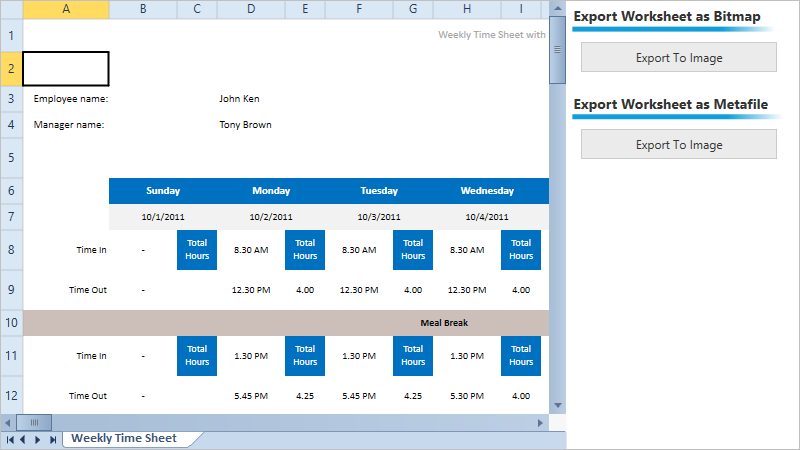 A B C D E F G H I
1 Weekly Time Sheet with
2
3 Employee name: John Ken
4 Manager name: Tony Brown
5
6 Sunday Monday Tuesday Wednesday
7 10/1/2011 10/2/2011 10/3/2011 10/4/2011
8 Time In - Total Hours 8.30 AM Total Hours 8.30 AM Total Hours 8.30 AM Total Hours
9 Time Out - 12.30 PM 4.00 12.30 PM 4.00 12.30 PM 4.00
10 Meal Break
11 Time In - Total Hours 1.30 PM Total Hours 1.30 PM Total Hours 1.30 PM Total Hours
12 Time Out - 5.45 PM 4.25 5.45 PM 4.25 5.30 PM 4.00
Weekly Time Sheet
Export Worksheet as Bitmap
Export To Image
Export Worksheet as Metafile
Export To Image